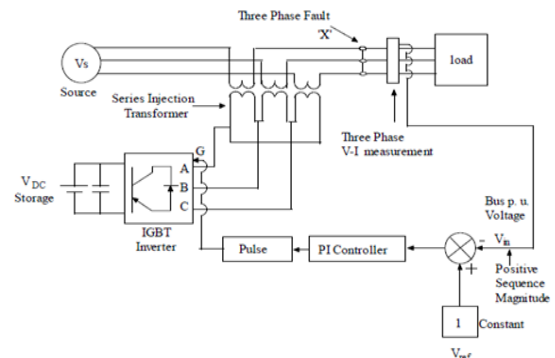 Three Phase Fault
'X'
Vs
load
Source
Series Injection
Transformer
Three Phase
V-I measurement
G
A
B
C
V DC
Storage
IGBT
Inverter
Bus p. u.
Voltage
Pulse
PI Controller
-
+
Vin
Positive
Sequence
Magnitude
1
Constant
Vref